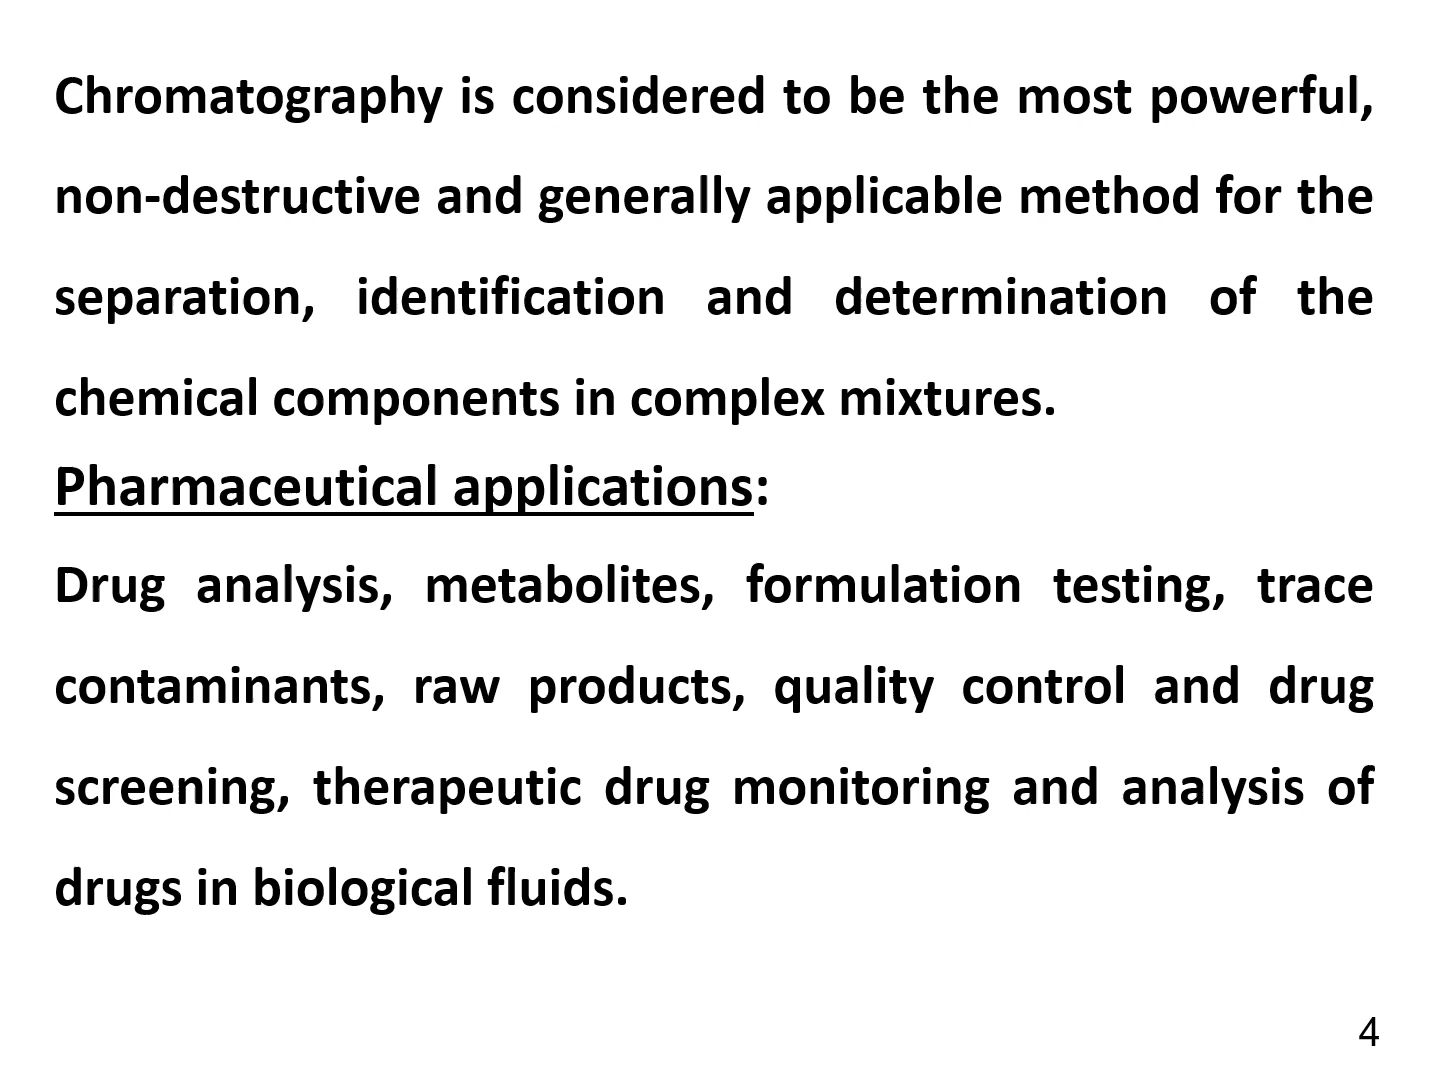 Chromatography is considered to be the most powerful,
non-destructive and generally applicable method for the
separation, identification and determination of the
chemical components in complex mixtures.
Pharmaceutical applications:
Drug analysis, metabolites, formulation testing, trace
contaminants, raw products, quality control and drug
screening, therapeutic drug monitoring and analysis of
drugs in biological fluids.
4